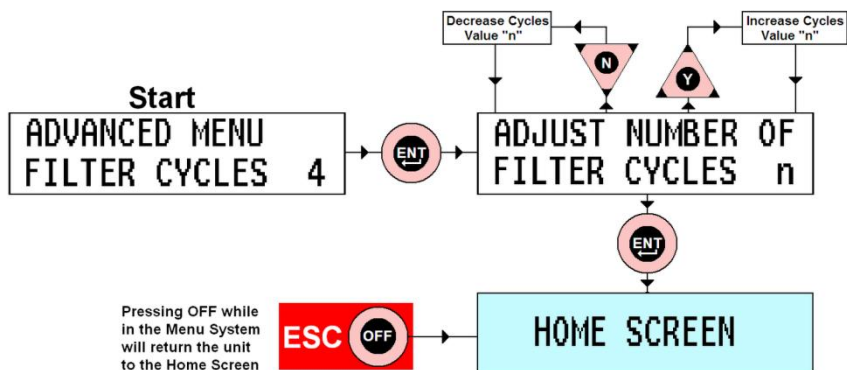 Decrease Cycles
Value "n"
N
Y
Increase Cycles
Value "n"
Start
ADVANCED MENU
FILTER CYCLES 4
ENT
ADJUST NUMBER OF
FILTER CYCLES n
ENT
Pressing OFF while
in the Menu System
will return the unit
to the Home Screen
ESC
OFF
HOME SCREEN